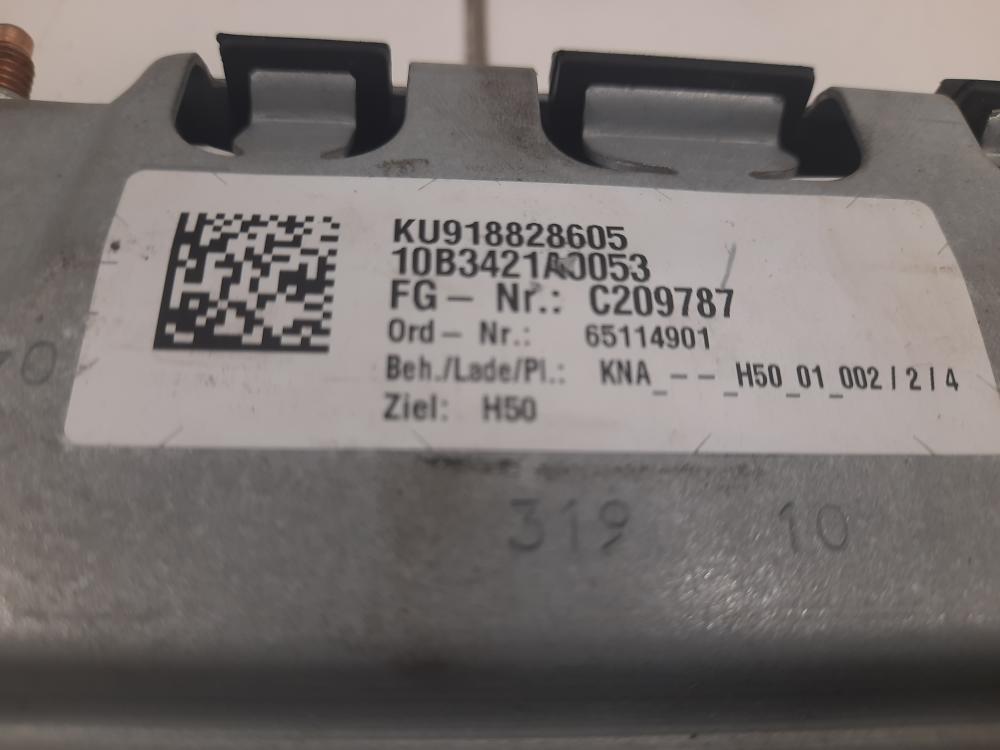 KU918828605
10B3421A0053
FG- Nr.: C209787
Ord- Nr.: 65114901
Beh./Lade/Pl.: KNA_--_H50_01_002/2/4
Ziel: H50
319 10